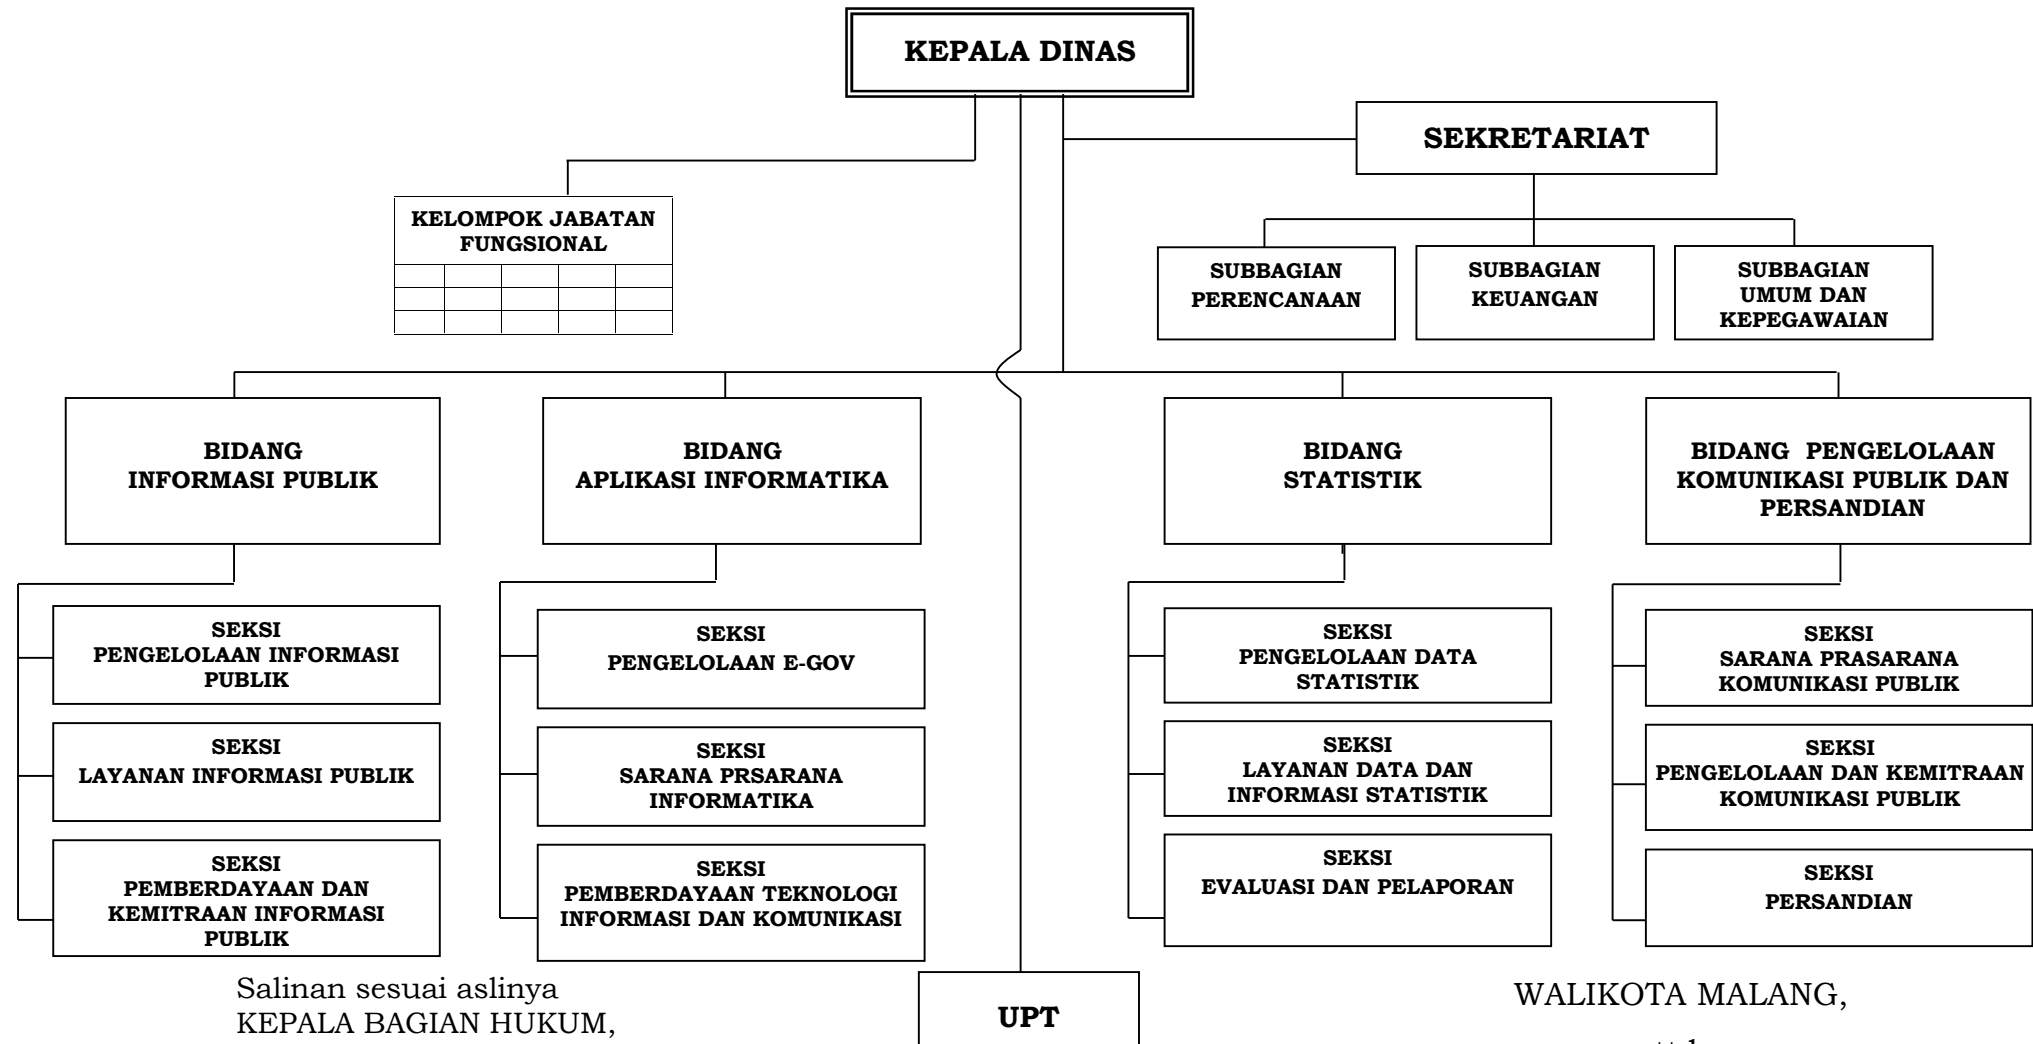 KEPALA DINAS
SEKRETARIAT
KELOMPOK JABATAN
FUNGSIONAL
SUBBAGIAN
PERENCANAAN
SUBBAGIAN
KEUANGAN
SUBBAGIAN
UMUM DAN
KEPEGAWAIAN
BIDANG
INFORMASI PUBLIK
BIDANG
APLIKASI INFORMATIKA
BIDANG
STATISTIK
BIDANG PENGELOLAAN
KOMUNIKASI PUBLIK DAN
PERSANDIAN
SEKSI
PENGELOLAAN INFORMASI
PUBLIK
SEKSI
LAYANAN INFORMASI PUBLIK
SEKSI
PEMBERDAYAAN DAN
KEMITRAAN INFORMASI
PUBLIK
SEKSI
PENGELOLAAN E-GOV
SEKSI
SARANA PRSARANA
INFORMATIKA
SEKSI
PEMBERDAYAAN TEKNOLOGI
INFORMASI DAN KOMUNIKASI
SEKSI
PENGELOLAAN DATA
STATISTIK
SEKSI
LAYANAN DATA DAN
INFORMASI STATISTIK
SEKSI
EVALUASI DAN PELAPORAN
SEKSI
SARANA PRASARANA
KOMUNIKASI PUBLIK
SEKSI
PENGELOLAAN DAN KEMITRAAN
KOMUNIKASI PUBLIK
SEKSI
PERSANDIAN
UPT
Salinan sesuai aslinya
KEPALA BAGIAN HUKUM,
WALIKOTA MALANG,